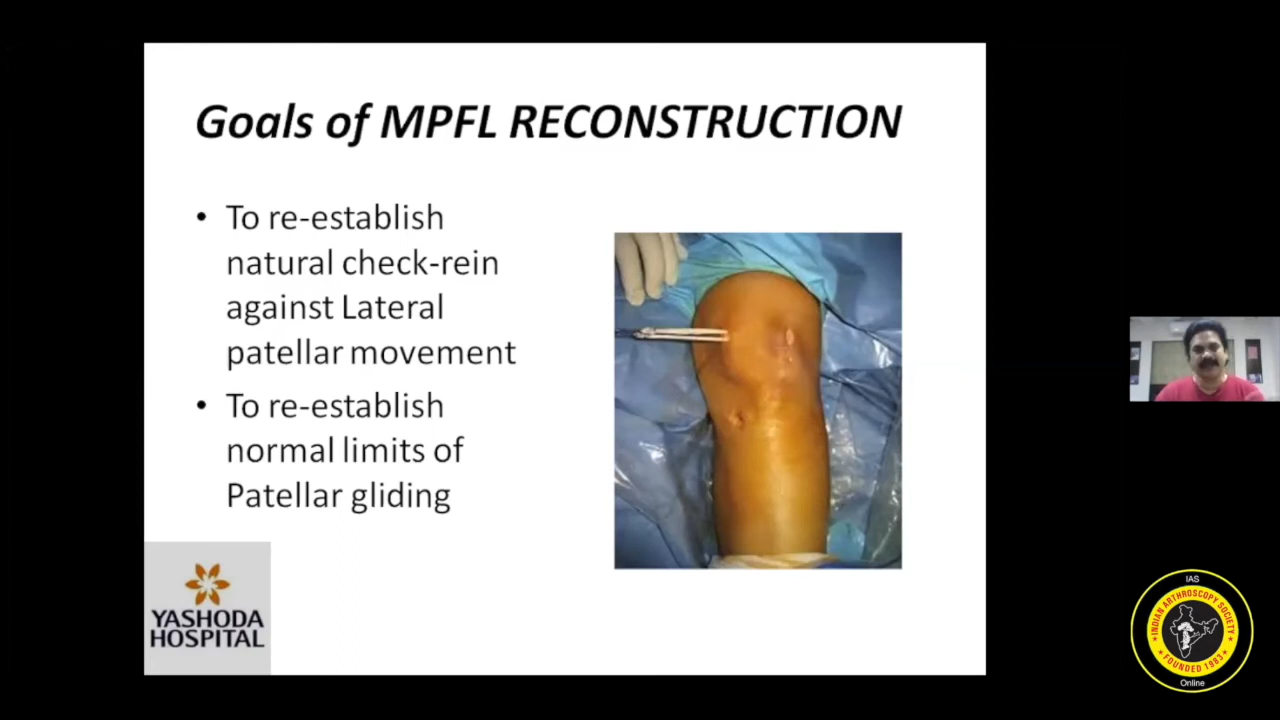 Goals of MPFL RECONSTRUCTION
• To re-establish
natural check-rein
against Lateral
patellar movement
• To re-establish
normal limits of
Patellar gliding
YASHODA
HOSPITAL
IAS
INDIAN ARTHROSCOPY SOCIETY
FOUNDED 1983
Online